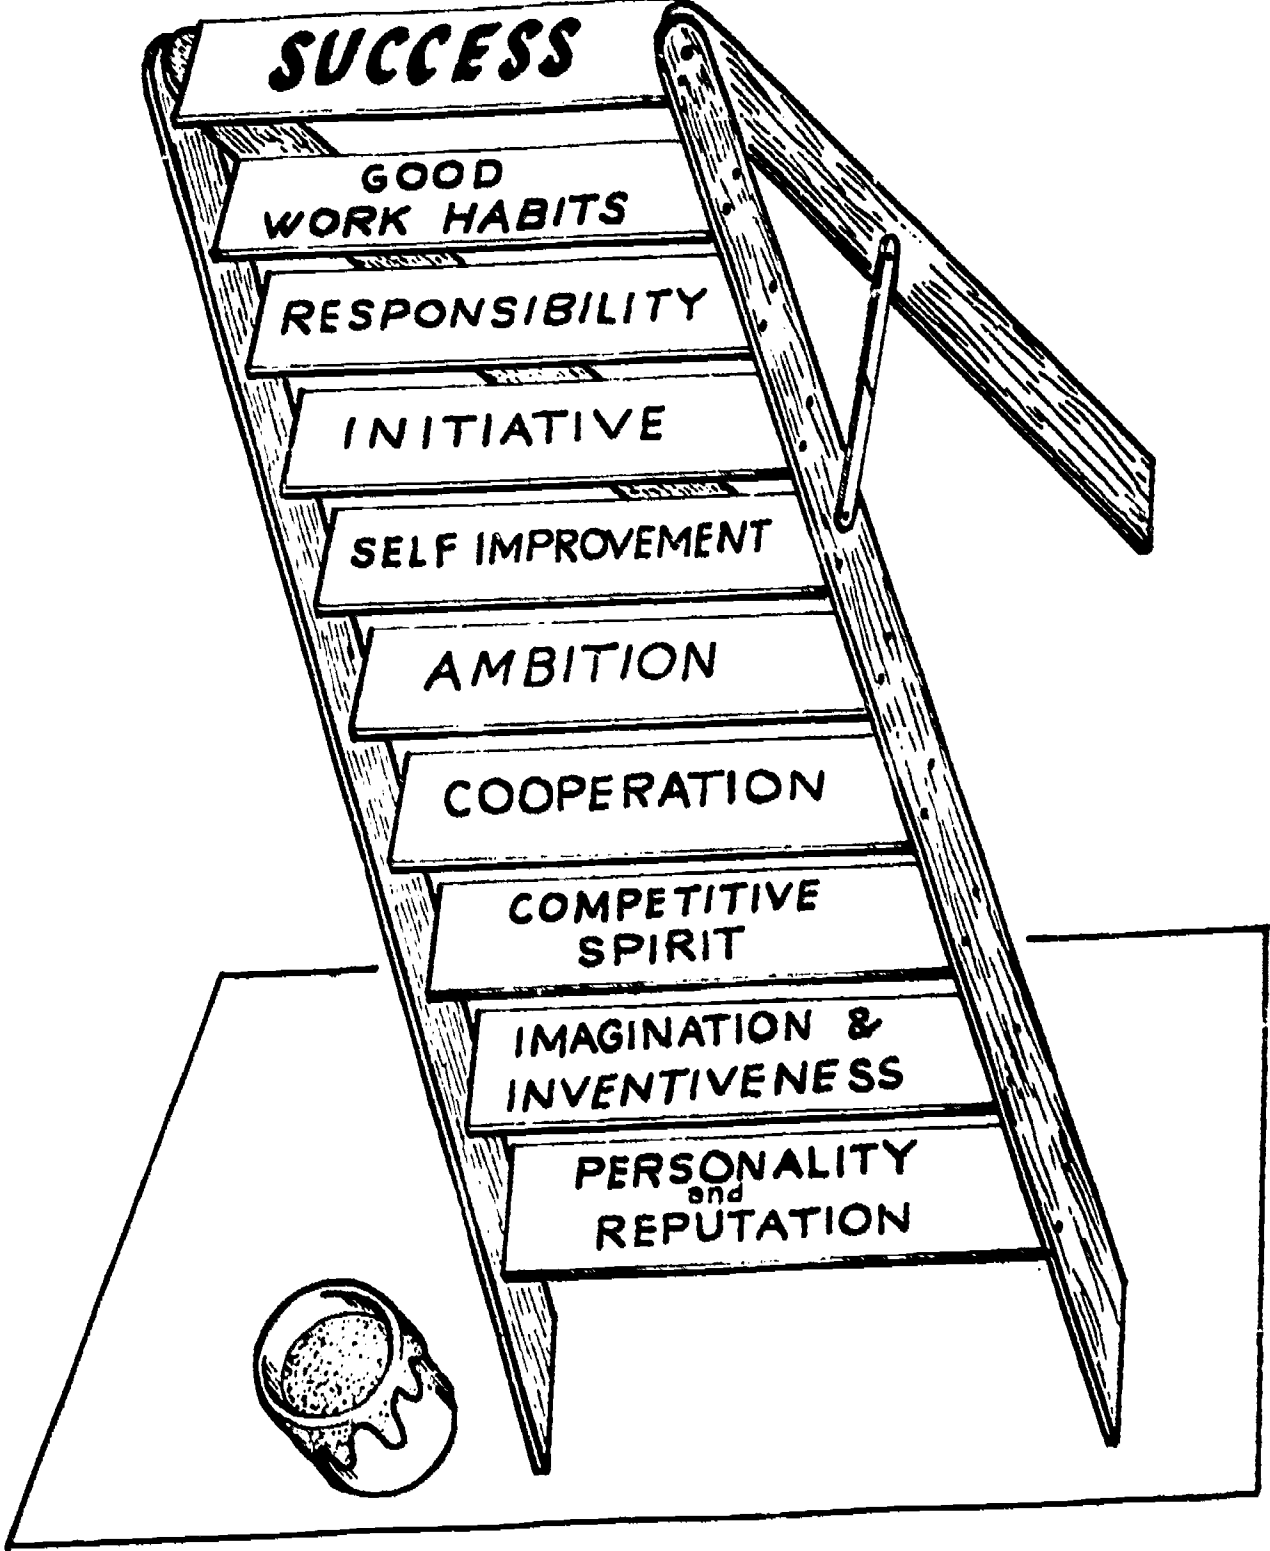 SUCCESS
GOOD
WORK HABITS
RESPONSIBILITY
INITIATIVE
SELF IMPROVEMENT
AMBITION
COOPERATION
COMPETITIVE
SPIRIT
IMAGINATION &
INVENTIVENESS
PERSONALITY
and
REPUTATION